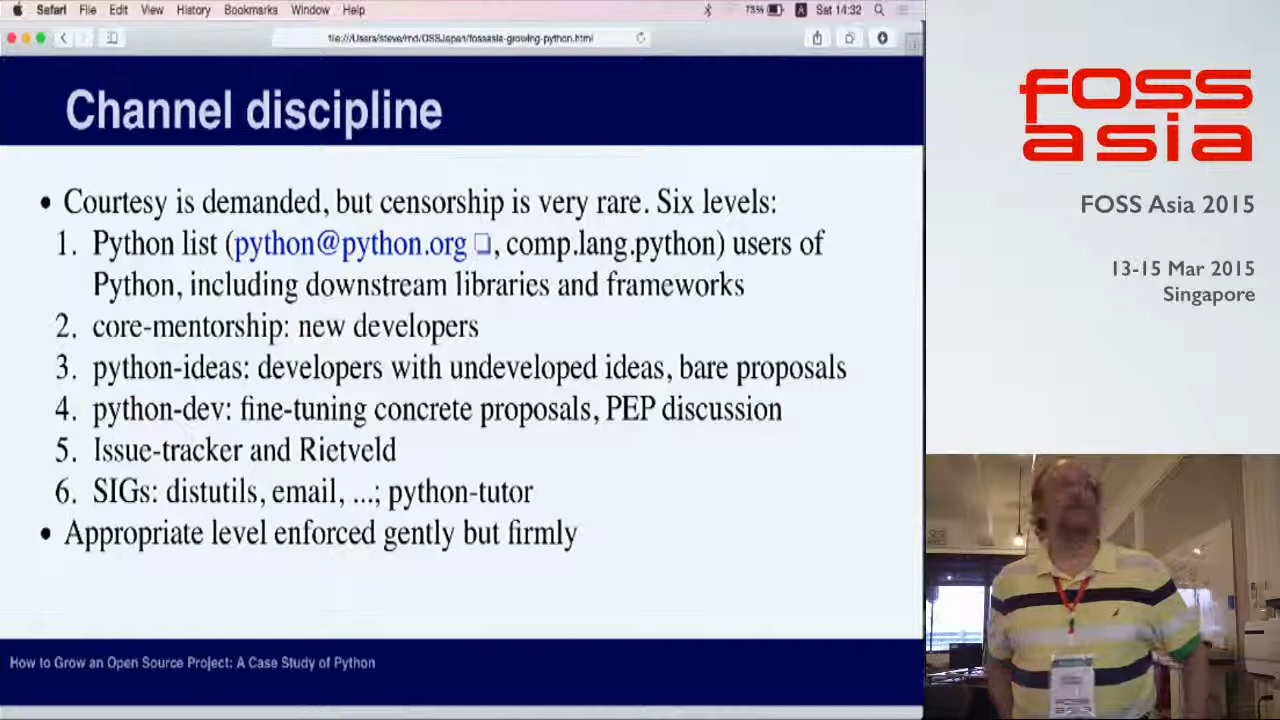 Safari File Edit View History Bookmarks Window Help 73% A Sat 14:32
file:///Users/steve/rnd/OSSJapan/fossasia-growing-python.html
Channel discipline
• Courtesy is demanded, but censorship is very rare. Six levels:
1. Python list (python@python.org, comp.lang.python) users of
Python, including downstream libraries and frameworks
2. core-mentorship: new developers
3. python-ideas: developers with undeveloped ideas, bare proposals
4. python-dev: fine-tuning concrete proposals, PEP discussion
5. Issue-tracker and Rietveld
6. SIGs: distutils, email, ...; python-tutor
• Appropriate level enforced gently but firmly
How to Grow an Open Source Project: A Case Study of Python
FOSS
asia
FOSS Asia 2015
13-15 Mar 2015
Singapore